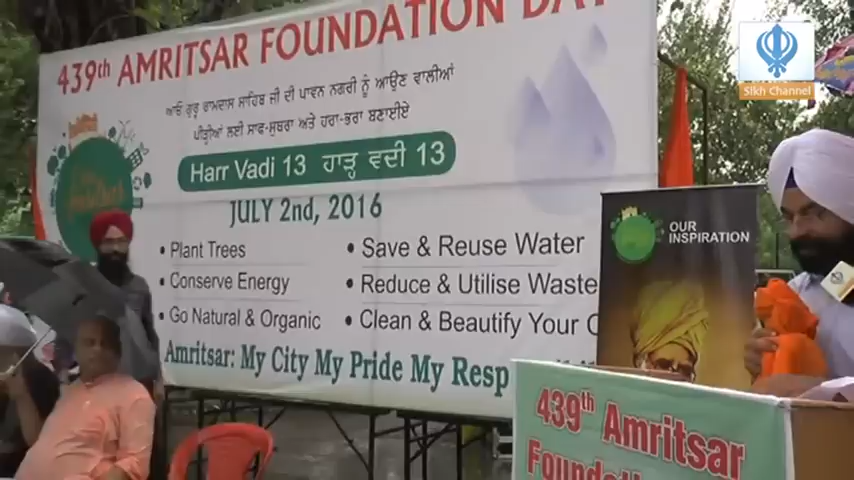 439th AMRITSAR FOUNDATION DAY
ਆਓ ਗੁਰੂ ਰਾਮਦਾਸ ਸਾਹਿਬ ਜੀ ਦੀ ਪਾਵਨ ਨਗਰੀ ਨੂੰ ਆਉਣ ਵਾਲੀਆਂ
ਪੀੜ੍ਹੀਆਂ ਲਈ ਸਾਫ-ਸੁਥਰਾ ਅਤੇ ਹਰਾ-ਭਰਾ ਬਣਾਈਏ
Harr Vadi 13 ਹਾੜ੍ਹ ਵਦੀ 13
JULY 2nd, 2016
• Plant Trees
• Conserve Energy
• Go Natural & Organic
• Save & Reuse Water
• Reduce & Utilise Waste
• Clean & Beautify Your C
Amritsar: My City My Pride My Resp
OUR
INSPIRATION
439th Amritsar
Foundation
Sikh Channel